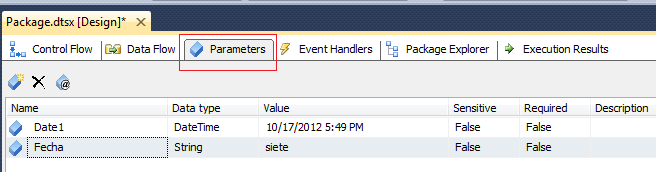 Package.dtsx [Design]* ×
Control Flow Data Flow Parameters Event Handlers Package Explorer Execution Results
Name Data type Value Sensitive Required Description
Date1 DateTime 10/17/2012 5:49 PM False False
Fecha String siete False False